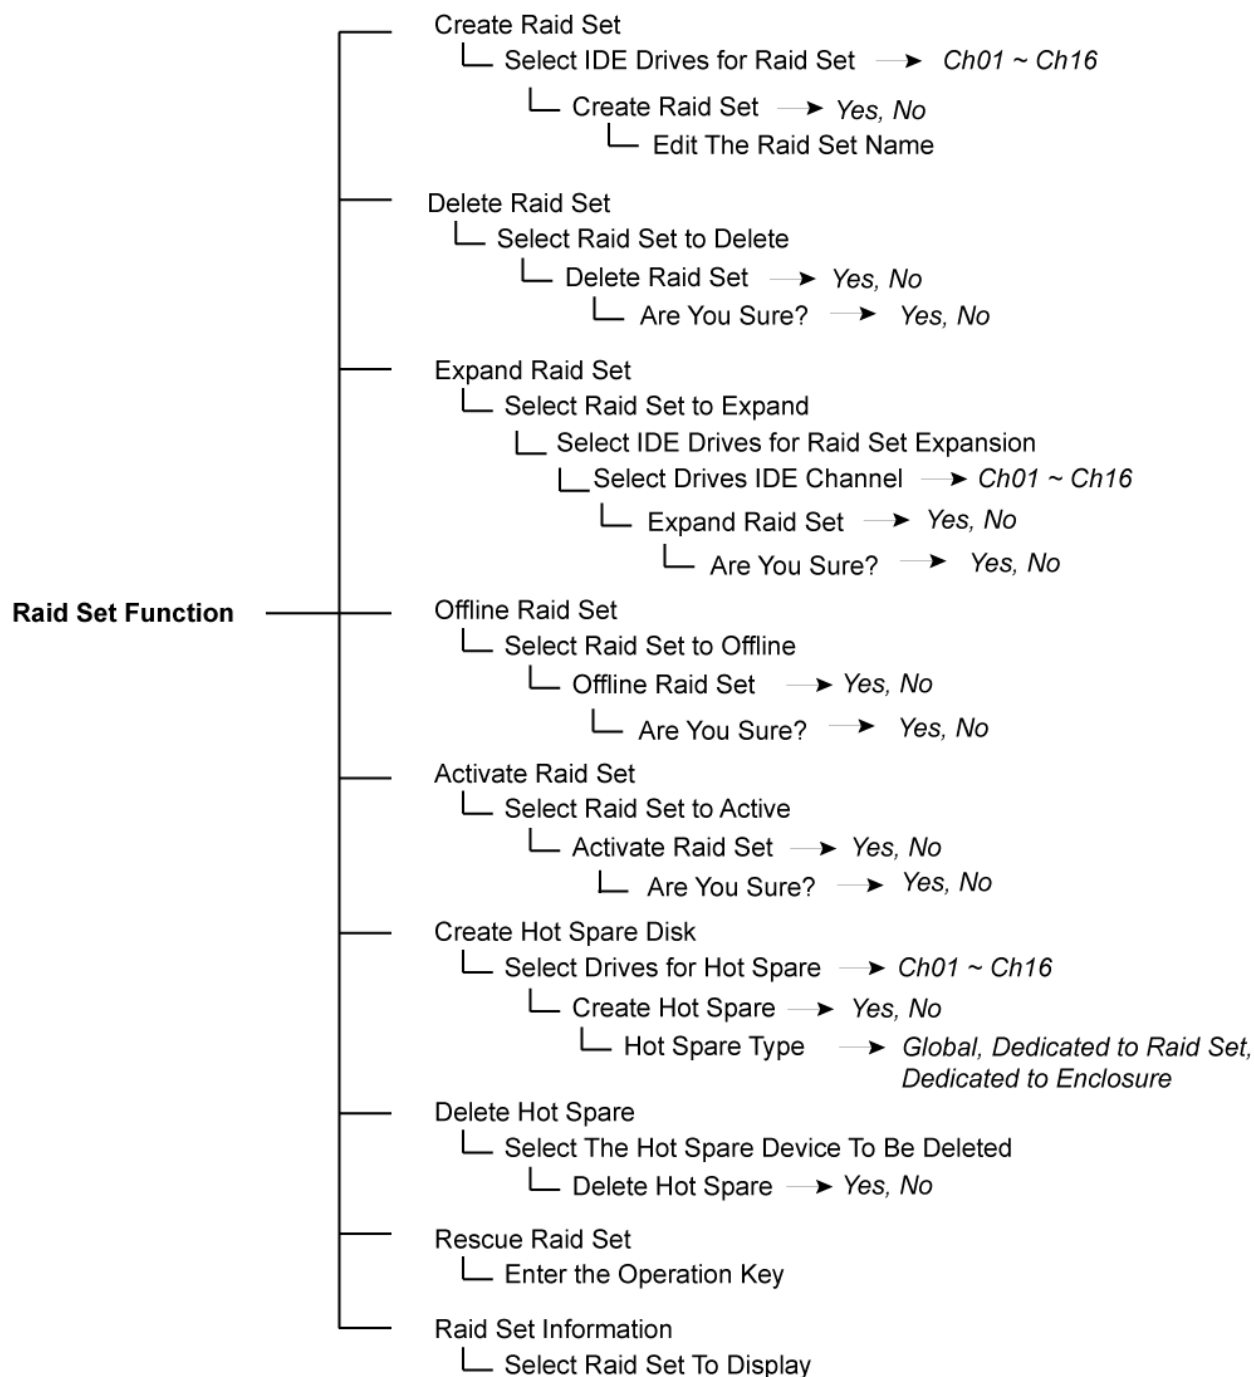 Create Raid Set
Select IDE Drives for Raid Set Ch01 ~ Ch16
Create Raid Set Yes, No
Edit The Raid Set Name
Delete Raid Set
Select Raid Set to Delete
Delete Raid Set Yes, No
Are You Sure? Yes, No
Expand Raid Set
Select Raid Set to Expand
Select IDE Drives for Raid Set Expansion
Select Drives IDE Channel Ch01 ~ Ch16
Expand Raid Set Yes, No
Are You Sure? Yes, No
Raid Set Function
Offline Raid Set
Select Raid Set to Offline
Offline Raid Set Yes, No
Are You Sure? Yes, No
Activate Raid Set
Select Raid Set to Active
Activate Raid Set Yes, No
Are You Sure? Yes, No
Create Hot Spare Disk
Select Drives for Hot Spare Ch01 ~ Ch16
Create Hot Spare Yes, No
Hot Spare Type Global, Dedicated to Raid Set,
Dedicated to Enclosure
Delete Hot Spare
Select The Hot Spare Device To Be Deleted
Delete Hot Spare Yes, No
Rescue Raid Set
Enter the Operation Key
Raid Set Information
Select Raid Set To Display